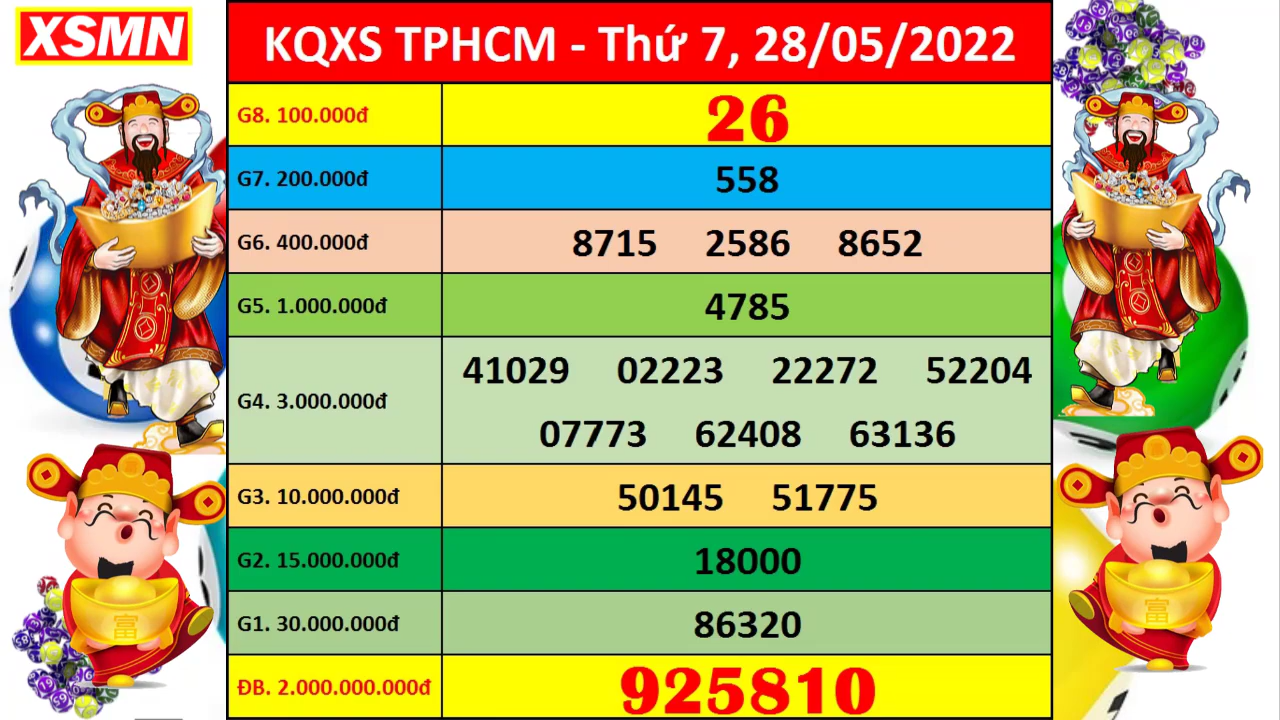 XSMN
KQXS TPHCM - Thứ 7, 28/05/2022
G8. 100.000đ
26
G7. 200.000đ
558
G6. 400.000đ
8715 2586 8652
G5. 1.000.000đ
4785
G4. 3.000.000đ
41029 02223 22272 52204
07773 62408 63136
G3. 10.000.000đ
50145 51775
G2. 15.000.000đ
18000
G1. 30.000.000đ
86320
ĐB. 2.000.000.000đ
925810
富
富